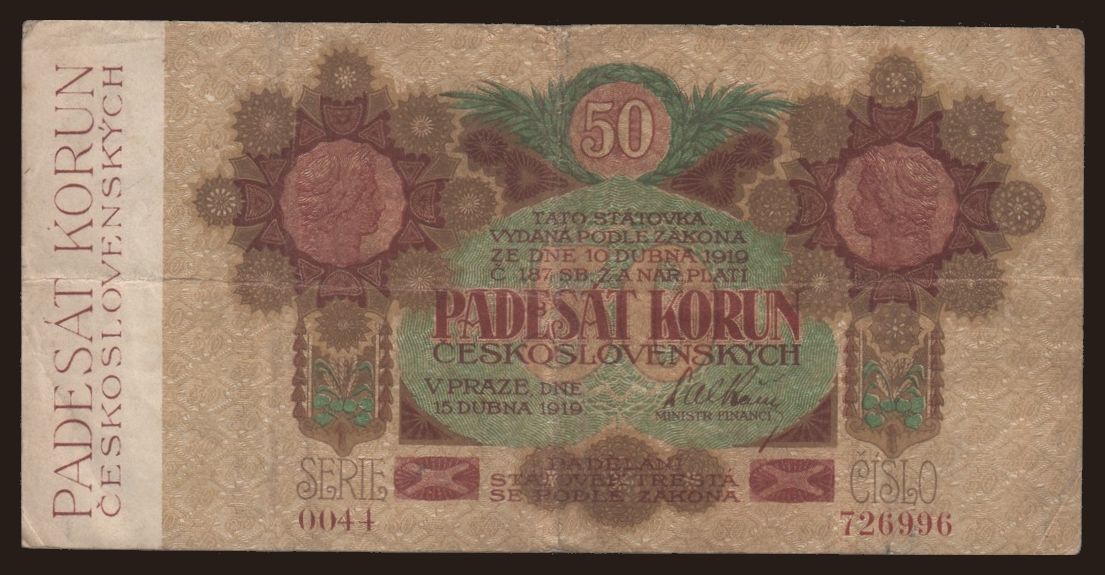 PADESÁT KORUN
ČESKOSLOVENSKÝCH
50
TATO STÁTOVKA
VYDANÁ PODLE ZÁKONA
ZE DNE 10 DUBNA 1919
Č. 187 SB. Z. A NAŘ. PLATÍ
PADESÁT KORUN
ČESKOSLOVENSKÝCH
V PRAZE, DNE
15 DUBNA 1919
MINISTR FINANCÍ
PADĚLÁNÍ
STÁTOVEK TRESTÁ
SE PODLE ZÁKONA
SERIE
0044
ČÍSLO
726996